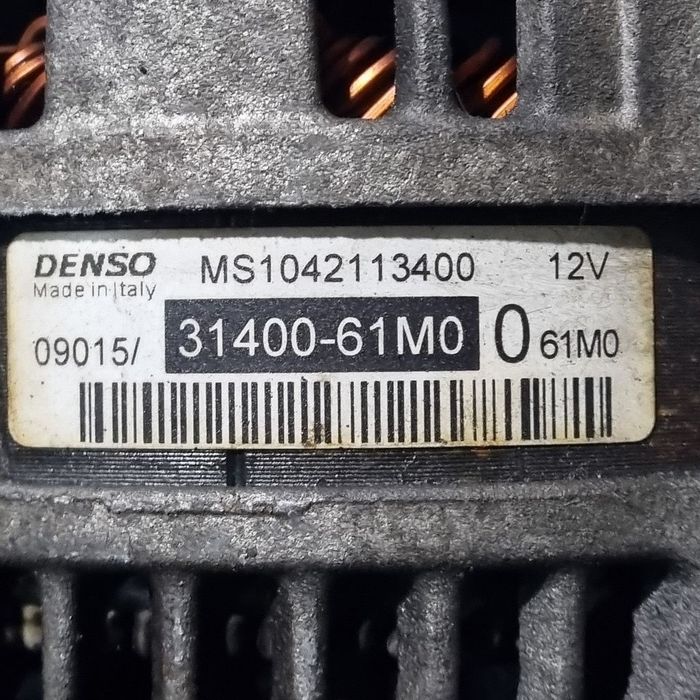 DENSO MS1042113400 12V
Made in Italy
09015/ 31400-61M0 0 61M0